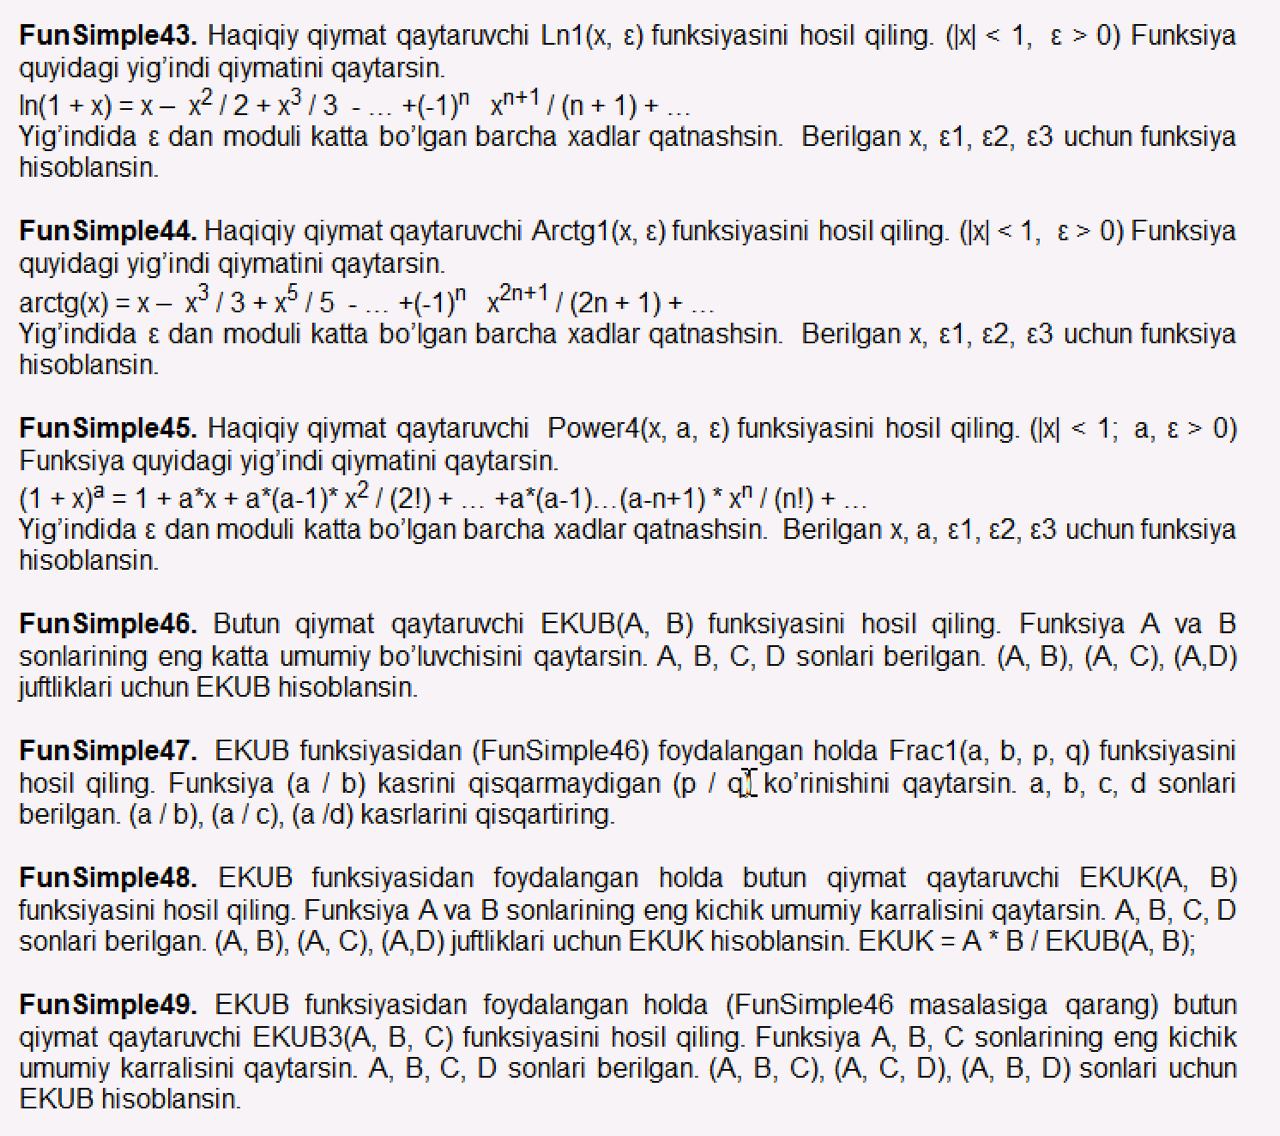 FunSimple43. Haqiqiy qiymat qaytaruvchi Ln1(x, ε) funksiyasini hosil qiling. (|x| < 1, ε > 0) Funksiya
quyidagi yig’indi qiymatini qaytarsin.
ln(1 + x) = x – x² / 2 + x³ / 3 - … +(-1)ⁿ xⁿ⁺¹ / (n + 1) + …
Yig’indida ε dan moduli katta bo’lgan barcha xadlar qatnashsin. Berilgan x, ε1, ε2, ε3 uchun funksiya
hisoblansin.
FunSimple44. Haqiqiy qiymat qaytaruvchi Arctg1(x, ε) funksiyasini hosil qiling. (|x| < 1, ε > 0) Funksiya
quyidagi yig’indi qiymatini qaytarsin.
arctg(x) = x – x³ / 3 + x⁵ / 5 - … +(-1)ⁿ x²ⁿ⁺¹ / (2n + 1) + …
Yig’indida ε dan moduli katta bo’lgan barcha xadlar qatnashsin. Berilgan x, ε1, ε2, ε3 uchun funksiya
hisoblansin.
FunSimple45. Haqiqiy qiymat qaytaruvchi Power4(x, a, ε) funksiyasini hosil qiling. (|x| < 1; a, ε > 0)
Funksiya quyidagi yig’indi qiymatini qaytarsin.
(1 + x)ᵃ = 1 + a*x + a*(a-1)* x² / (2!) + … +a*(a-1)…(a-n+1) * xⁿ / (n!) + …
Yig’indida ε dan moduli katta bo’lgan barcha xadlar qatnashsin. Berilgan x, a, ε1, ε2, ε3 uchun funksiya
hisoblansin.
FunSimple46. Butun qiymat qaytaruvchi EKUB(A, B) funksiyasini hosil qiling. Funksiya A va B
sonlarining eng katta umumiy bo’luvchisini qaytarsin. A, B, C, D sonlari berilgan. (A, B), (A, C), (A,D)
juftliklari uchun EKUB hisoblansin.
FunSimple47. EKUB funksiyasidan (FunSimple46) foydalangan holda Frac1(a, b, p, q) funksiyasini
hosil qiling. Funksiya (a / b) kasrini qisqarmaydigan (p / q) ko’rinishini qaytarsin. a, b, c, d sonlari
berilgan. (a / b), (a / c), (a /d) kasrlarini qisqartiring.
FunSimple48. EKUB funksiyasidan foydalangan holda butun qiymat qaytaruvchi EKUK(A, B)
funksiyasini hosil qiling. Funksiya A va B sonlarining eng kichik umumiy karralisini qaytarsin. A, B, C, D
sonlari berilgan. (A, B), (A, C), (A,D) juftliklari uchun EKUK hisoblansin. EKUK = A * B / EKUB(A, B);
FunSimple49. EKUB funksiyasidan foydalangan holda (FunSimple46 masalasiga qarang) butun
qiymat qaytaruvchi EKUB3(A, B, C) funksiyasini hosil qiling. Funksiya A, B, C sonlarining eng kichik
umumiy karralisini qaytarsin. A, B, C, D sonlari berilgan. (A, B, C), (A, C, D), (A, B, D) sonlari uchun
EKUB hisoblansin.